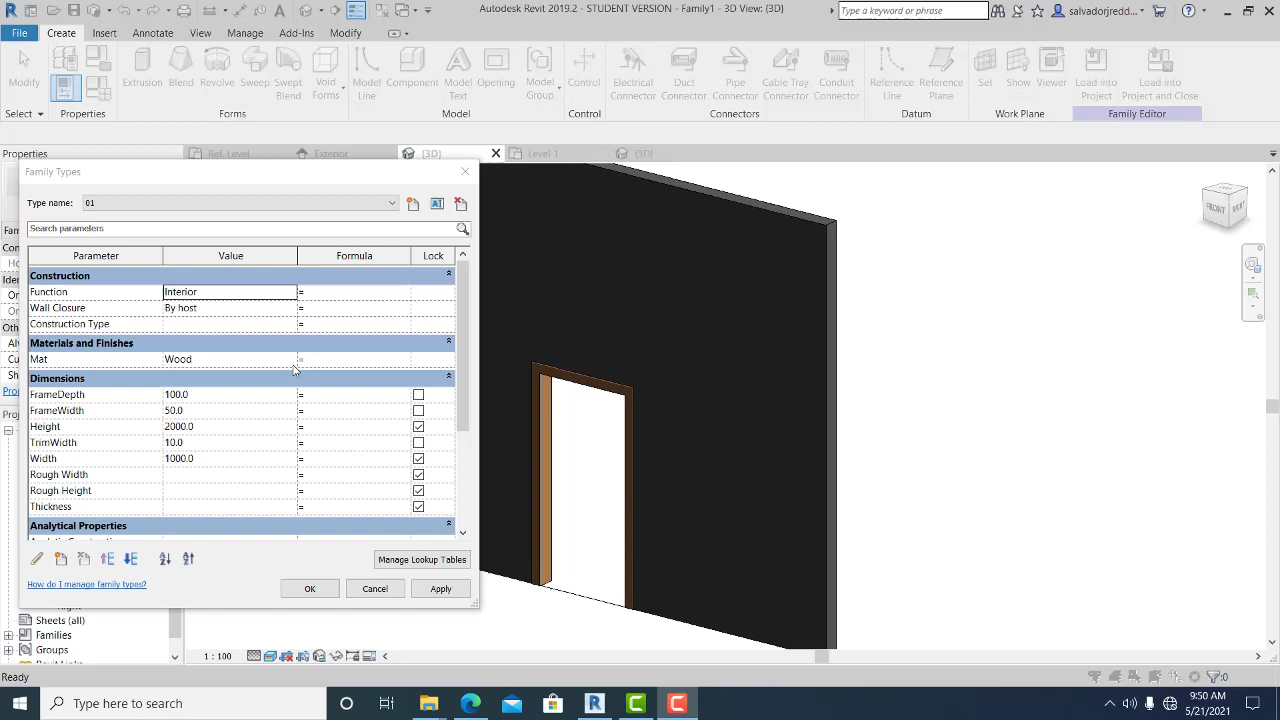 Autodesk Revit 2019.2 - STUDENT VERSION - Family1 - 3D View: {3D}
Type a keyword or phrase
salvadorjredd...
File Create Insert Annotate View Manage Add-Ins Modify
Modify
Extrusion Blend Revolve Sweep Swept Blend Void Forms
Model Line Component Model Text Opening Model Group
Control
Electrical Connector Duct Connector Pipe Connector Cable Tray Connector Conduit Connector
Reference Line Reference Plane
Set Show Viewer
Load into Project Load into Project and Close
Select Properties Forms Model Control Connectors Datum Work Plane Family Editor
Properties
Ref. Level
Exterior
{3D}
Level 1
{3D}
FRONT
Family Types
Type name: 01
Search parameters
Parameter Value Formula Lock
Construction
Function Interior =
Wall Closure By host =
Construction Type =
Materials and Finishes
Mat Wood =
Dimensions
FrameDepth 100.0 =
FrameWidth 50.0 =
Height 2000.0 =
TrimWidth 10.0 =
Width 1000.0 =
Rough Width =
Rough Height =
Thickness =
Analytical Properties
Manage Lookup Tables
How do I manage family types?
OK Cancel Apply
Sheets (all)
Families
Groups
1 : 100
Ready
:0
Type here to search
9:50 AM
5/21/2021